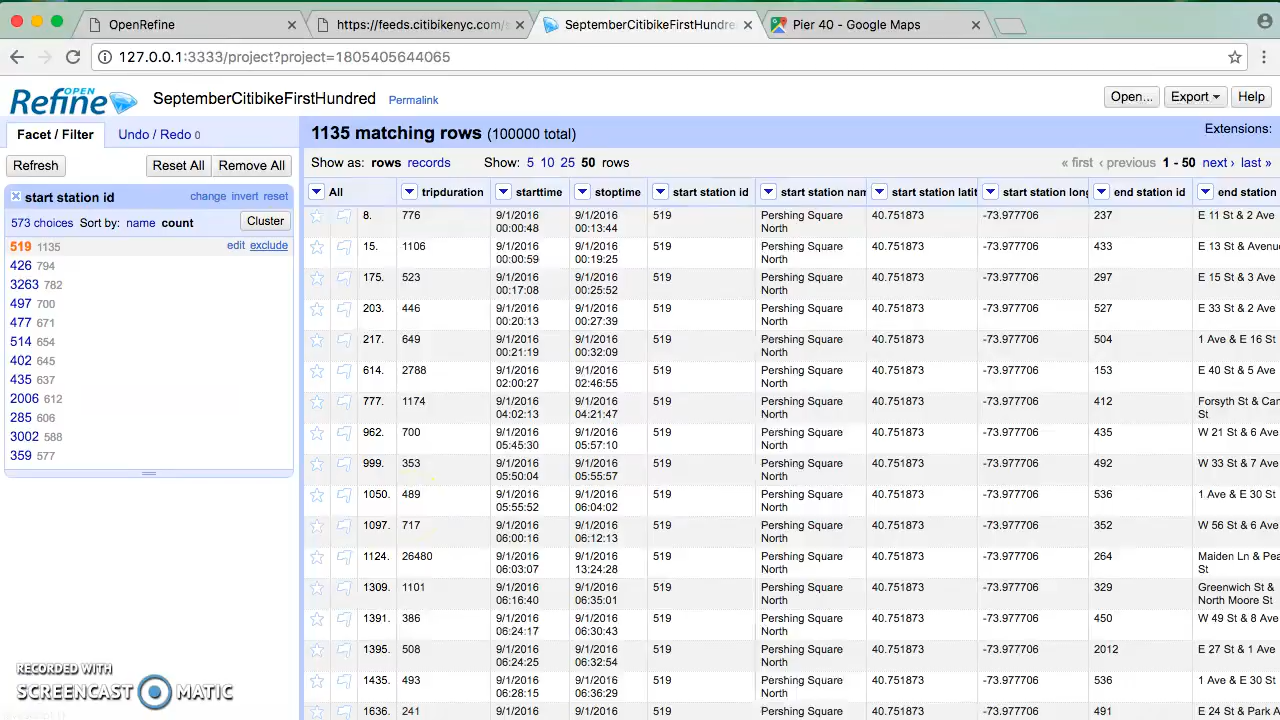 OpenRefine https://feeds.citibikenyc.com/s SeptemberCitibikeFirstHundre Pier 40 - Google Maps
127.0.0.1:3333/project?project=1805405644065
OPEN Refine SeptemberCitibikeFirstHundred Permalink Open... Export Help
Facet / Filter Undo / Redo 0 1135 matching rows (100000 total) Extensions:
Refresh Reset All Remove All Show as: rows records Show: 5 10 25 50 rows « first ‹ previous 1 - 50 next › last »
start station id change invert reset
573 choices Sort by: name count Cluster
519 1135 edit exclude
426 794
3263 782
497 700
477 671
514 654
402 645
435 637
2006 612
285 606
3002 588
359 577
All tripduration starttime stoptime start station id start station nam start station latit start station long end station id end station
8. 776 9/1/2016 00:00:48 9/1/2016 00:13:44 519 Pershing Square North 40.751873 -73.977706 237 E 11 St & 2 Ave
15. 1106 9/1/2016 00:00:59 9/1/2016 00:19:25 519 Pershing Square North 40.751873 -73.977706 433 E 13 St & Avenu
175. 523 9/1/2016 00:17:08 9/1/2016 00:25:52 519 Pershing Square North 40.751873 -73.977706 297 E 15 St & 3 Ave
203. 446 9/1/2016 00:20:13 9/1/2016 00:27:39 519 Pershing Square North 40.751873 -73.977706 527 E 33 St & 2 Ave
217. 649 9/1/2016 00:21:19 9/1/2016 00:32:09 519 Pershing Square North 40.751873 -73.977706 504 1 Ave & E 16 St
614. 2788 9/1/2016 02:00:27 9/1/2016 02:46:55 519 Pershing Square North 40.751873 -73.977706 153 E 40 St & 5 Ave
777. 1174 9/1/2016 04:02:13 9/1/2016 04:21:47 519 Pershing Square North 40.751873 -73.977706 412 Forsyth St & Can St
962. 700 9/1/2016 05:45:30 9/1/2016 05:57:10 519 Pershing Square North 40.751873 -73.977706 435 W 21 St & 6 Ave
999. 353 9/1/2016 05:50:04 9/1/2016 05:55:57 519 Pershing Square North 40.751873 -73.977706 492 W 33 St & 7 Ave
1050. 489 9/1/2016 05:55:52 9/1/2016 06:04:02 519 Pershing Square North 40.751873 -73.977706 536 1 Ave & E 30 St
1097. 717 9/1/2016 06:00:16 9/1/2016 06:12:13 519 Pershing Square North 40.751873 -73.977706 352 W 56 St & 6 Ave
1124. 26480 9/1/2016 06:03:07 9/1/2016 13:24:28 519 Pershing Square North 40.751873 -73.977706 264 Maiden Ln & Pea St
1309. 1101 9/1/2016 06:16:40 9/1/2016 06:35:01 519 Pershing Square North 40.751873 -73.977706 329 Greenwich St & North Moore St
1391. 386 9/1/2016 06:24:17 9/1/2016 06:30:43 519 Pershing Square North 40.751873 -73.977706 450 W 49 St & 8 Ave
1395. 508 9/1/2016 06:24:25 9/1/2016 06:32:54 519 Pershing Square North 40.751873 -73.977706 2012 E 27 St & 1 Ave
1435. 493 9/1/2016 06:28:15 9/1/2016 06:36:29 519 Pershing Square North 40.751873 -73.977706 536 1 Ave & E 30 St
1636. 241 9/1/2016 9/1/2016 519 Pershing Square 40.751873 -73.977706 491 E 24 St & Park A
RECORDED WITH
SCREENCAST MATIC